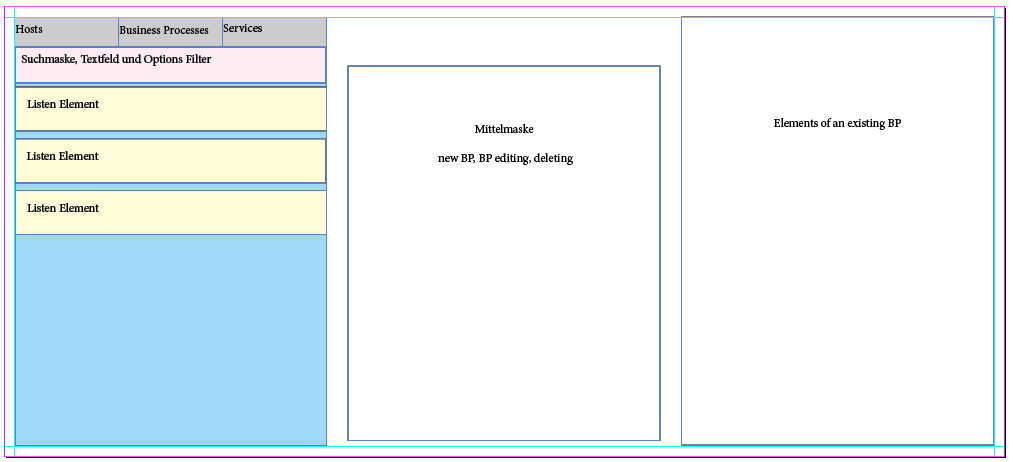 Hosts
Business Processes
Services
Suchmaske, Textfeld und Options Filter
Listen Element
Listen Element
Listen Element
Mittelmaske
new BP, BP editing, deleting
Elements of an existing BP